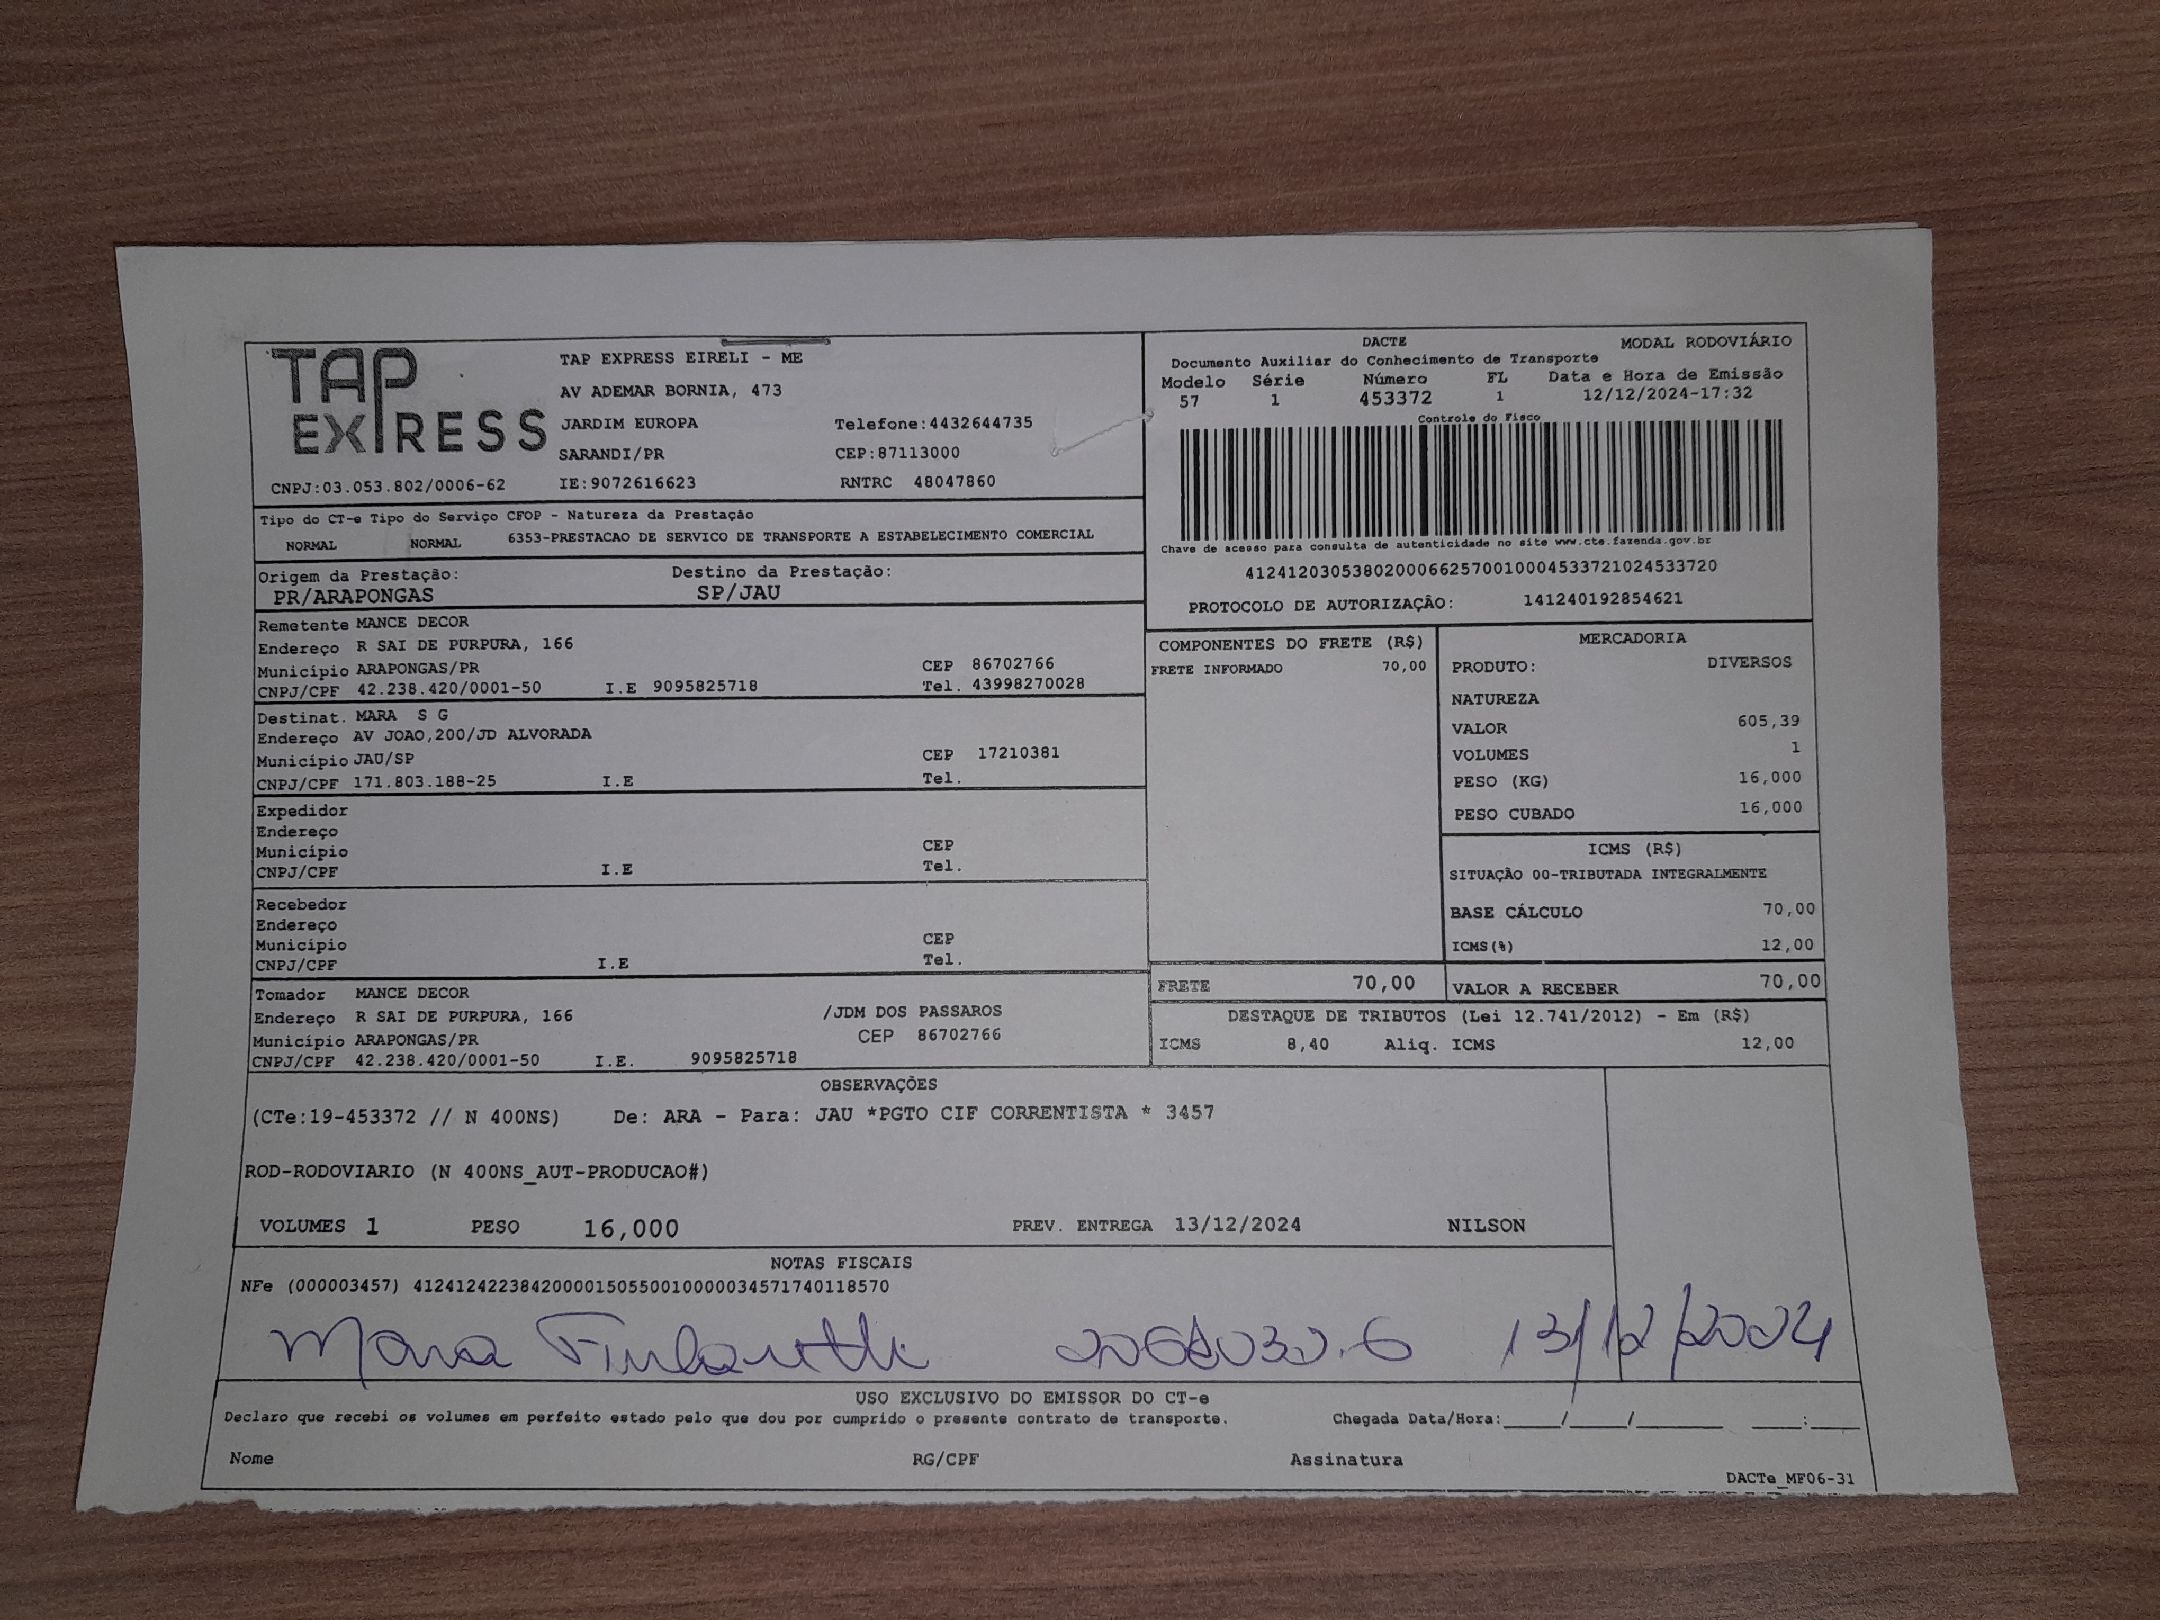 TAP EXPRESS
TAP EXPRESS EIRELI - ME
AV ADEMAR BORNIA, 473
JARDIM EUROPA Telefone:4432644735
SARANDI/PR CEP:87113000
CNPJ:03.053.802/0006-62 IE:9072616623 RNTRC 48047860
DACTE MODAL RODOVIÁRIO
Documento Auxiliar do Conhecimento de Transporte
Modelo Série Número FL Data e Hora de Emissão
57 1 453372 1 12/12/2024-17:32
Controle do Fisco
Chave de acesso para consulta de autenticidade no site www.cte.fazenda.gov.br
41241203053802000662570010004533721024533720
PROTOCOLO DE AUTORIZAÇÃO: 141240192854621
Tipo do CT-e Tipo do Serviço CFOP - Natureza da Prestação
NORMAL NORMAL 6353-PRESTACAO DE SERVICO DE TRANSPORTE A ESTABELECIMENTO COMERCIAL
Origem da Prestação: Destino da Prestação:
PR/ARAPONGAS SP/JAU
Remetente MANCE DECOR
Endereço R SAI DE PURPURA, 166
Município ARAPONGAS/PR CEP 86702766
CNPJ/CPF 42.238.420/0001-50 I.E 9095825718 Tel. 43998270028
Destinat. MARA S G
Endereço AV JOAO,200/JD ALVORADA
Município JAU/SP CEP 17210381
CNPJ/CPF 171.803.188-25 I.E Tel.
Expedidor
Endereço
Município CEP
CNPJ/CPF I.E Tel.
Recebedor
Endereço
Município CEP
CNPJ/CPF I.E Tel.
Tomador MANCE DECOR
Endereço R SAI DE PURPURA, 166 /JDM DOS PASSAROS
Município ARAPONGAS/PR CEP 86702766
CNPJ/CPF 42.238.420/0001-50 I.E. 9095825718
COMPONENTES DO FRETE (R$)
FRETE INFORMADO 70,00
MERCADORIA
PRODUTO: DIVERSOS
NATUREZA
VALOR 605,39
VOLUMES 1
PESO (KG) 16,000
PESO CUBADO 16,000
ICMS (R$)
SITUAÇÃO 00-TRIBUTADA INTEGRALMENTE
BASE CÁLCULO 70,00
ICMS(%) 12,00
FRETE 70,00 VALOR A RECEBER 70,00
DESTAQUE DE TRIBUTOS (Lei 12.741/2012) - Em (R$)
ICMS 8,40 Aliq. ICMS 12,00
OBSERVAÇÕES
(CTe:19-453372 // N 400NS) De: ARA - Para: JAU *PGTO CIF CORRENTISTA * 3457
ROD-RODOVIARIO (N 400NS_AUT-PRODUCAO#)
VOLUMES 1 PESO 16,000 PREV. ENTREGA 13/12/2024 NILSON
NOTAS FISCAIS
NFe (000003457) 41241242238420000150550010000034571740118570
Mara 13/12/2024
USO EXCLUSIVO DO EMISSOR DO CT-e
Declaro que recebi os volumes em perfeito estado pelo que dou por cumprido o presente contrato de transporte. Chegada Data/Hora:____/____/______ ___:___
Nome RG/CPF Assinatura
DACTe_MF06-31